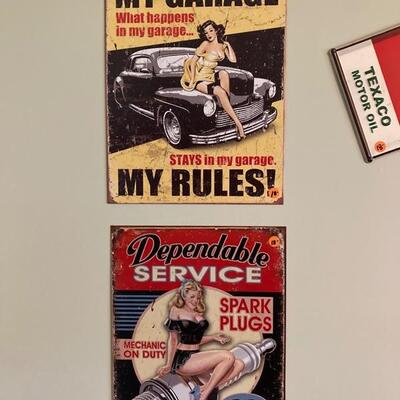 MY GARAGE
What happens
in my garage...
STAYS in my garage.
MY RULES!
TEXACO
MOTOR OIL
Dependable
SERVICE
SPARK
PLUGS
MECHANIC
ON DUTY